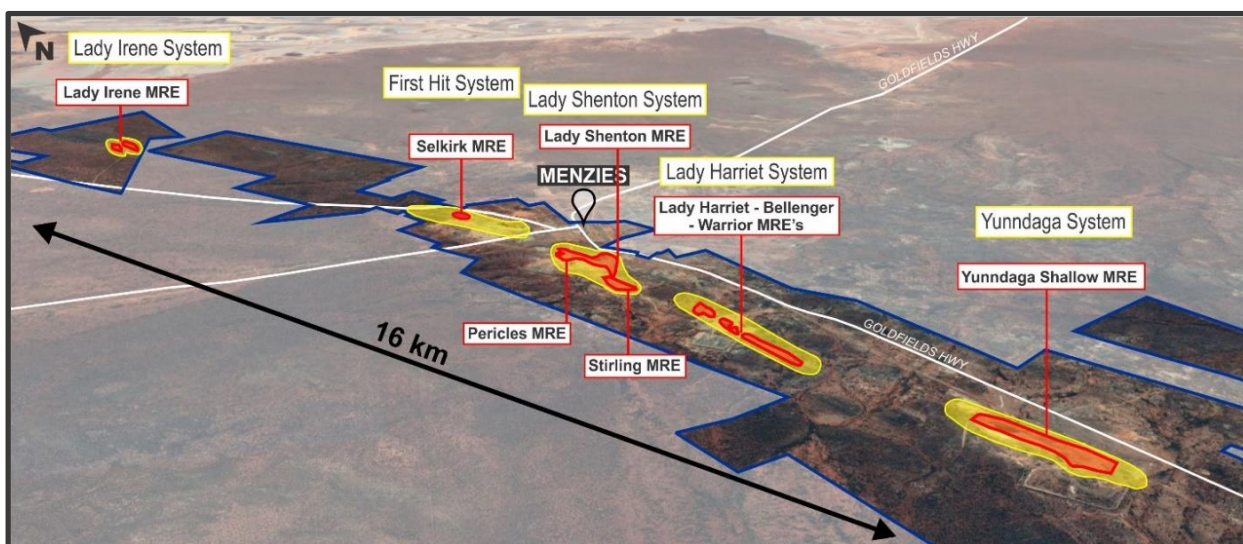 N
Lady Irene System
Lady Irene MRE
First Hit System
Selkirk MRE
Lady Shenton System
Lady Shenton MRE
MENZIES
GOLDFIELDS HWY
Lady Harriet System
Lady Harriet - Bellenger
- Warrior MRE's
Yunndaga System
Yunndaga Shallow MRE
Pericles MRE
Stirling MRE
GOLDFIELDS HWY
16 km